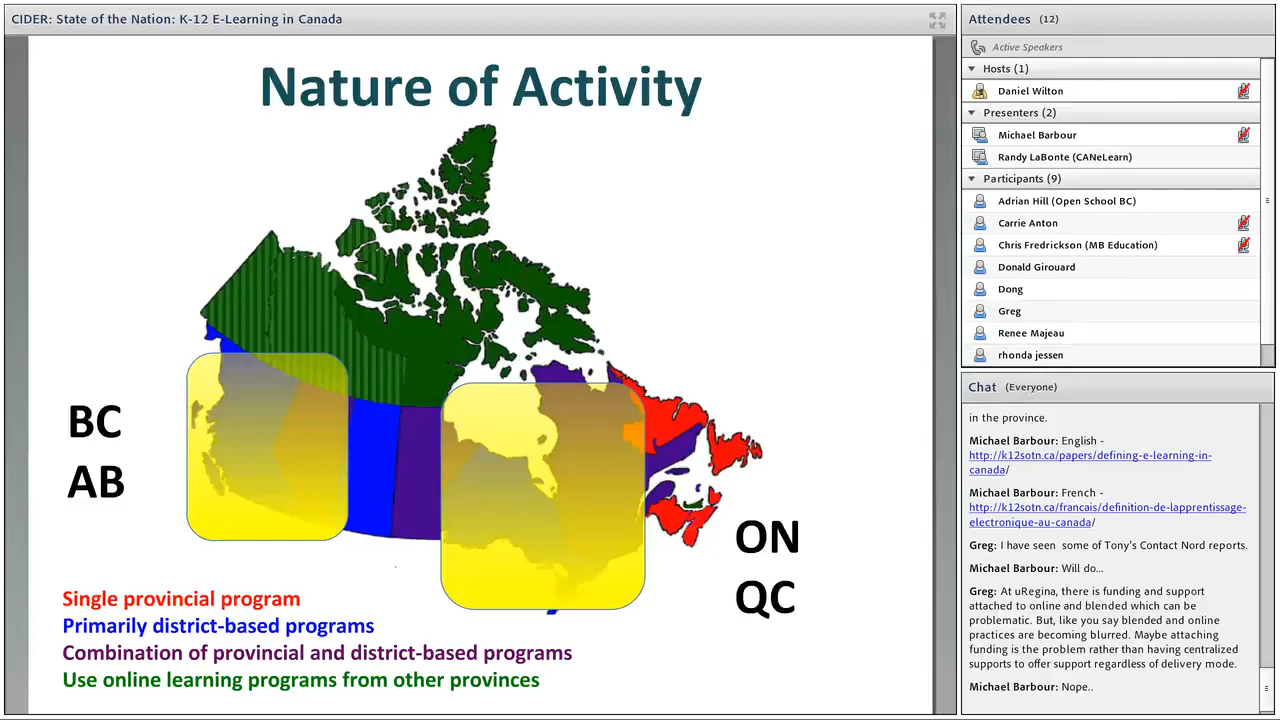 CIDER: State of the Nation: K-12 E-Learning in Canada
Nature of Activity
BC
AB
ON
QC
Single provincial program
Primarily district-based programs
Combination of provincial and district-based programs
Use online learning programs from other provinces
Attendees (12)
Active Speakers
Hosts (1)
Daniel Wilton
Presenters (2)
Michael Barbour
Randy LaBonte (CANeLearn)
Participants (9)
Adrian Hill (Open School BC)
Carrie Anton
Chris Fredrickson (MB Education)
Donald Girouard
Dong
Greg
Renee Majeau
rhonda jessen
Chat (Everyone)
in the province.
Michael Barbour: English -
http://k12sotn.ca/papers/defining-e-learning-in-
canada/
Michael Barbour: French -
http://k12sotn.ca/francais/definition-de-lapprentissage-
electronique-au-canada/
Greg: I have seen some of Tony's Contact Nord reports.
Michael Barbour: Will do...
Greg: At uRegina, there is funding and support
attached to online and blended which can be
problematic. But, like you say blended and online
practices are becoming blurred. Maybe attaching
funding is the problem rather than having centralized
supports to offer support regardless of delivery mode.
Michael Barbour: Nope..